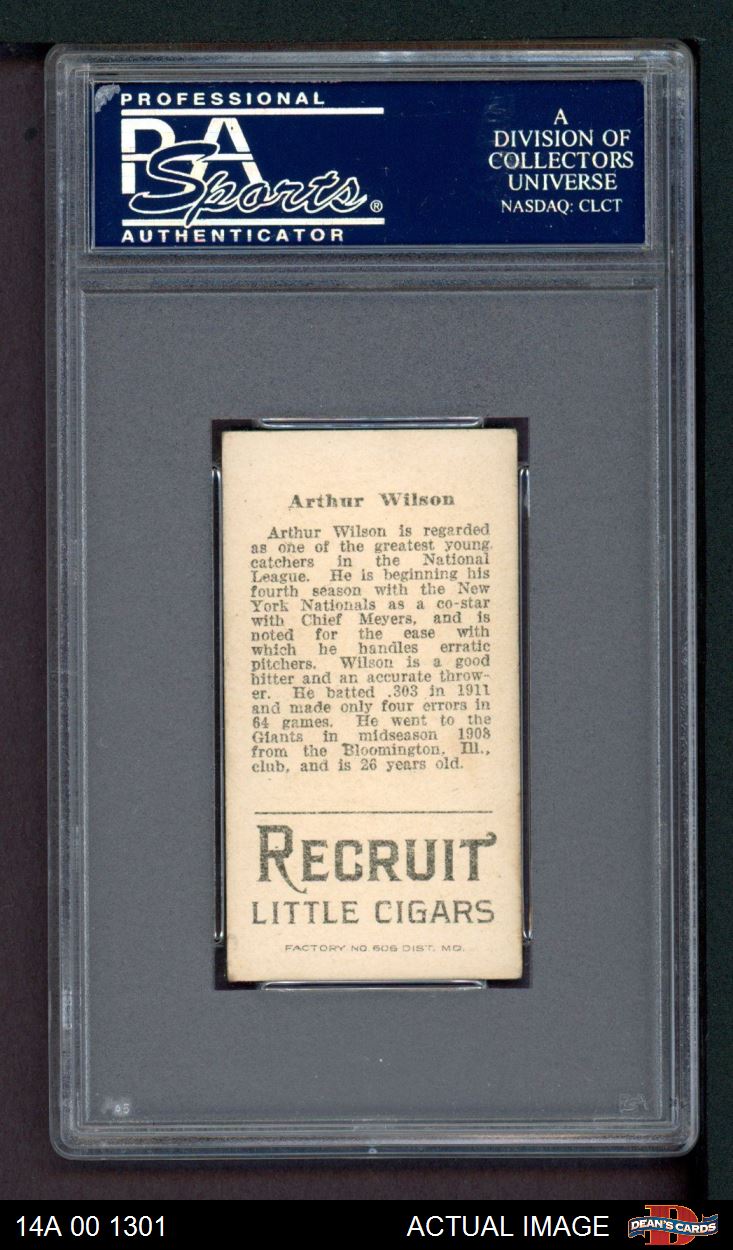 PROFESSIONAL
PSA
Sports®
AUTHENTICATOR
A
DIVISION OF
COLLECTORS
UNIVERSE
NASDAQ: CLCT
Arthur Wilson
Arthur Wilson is regarded
as one of the greatest young
catchers in the National
League. He is beginning his
fourth season with the New
York Nationals as a co-star
with Chief Meyers, and is
noted for the ease with
which he handles erratic
pitchers. Wilson is a good
hitter and an accurate throw-
er. He batted .303 in 1911
and made only four errors in
64 games. He went to the
Giants in midseason 1908
from the Bloomington, Ill.,
club, and is 26 years old.
RECRUIT
LITTLE CIGARS
FACTORY NO. 606 DIST. MD.
A5
PSA
14A 00 1301
ACTUAL IMAGE
D
DEAN'S CARDS